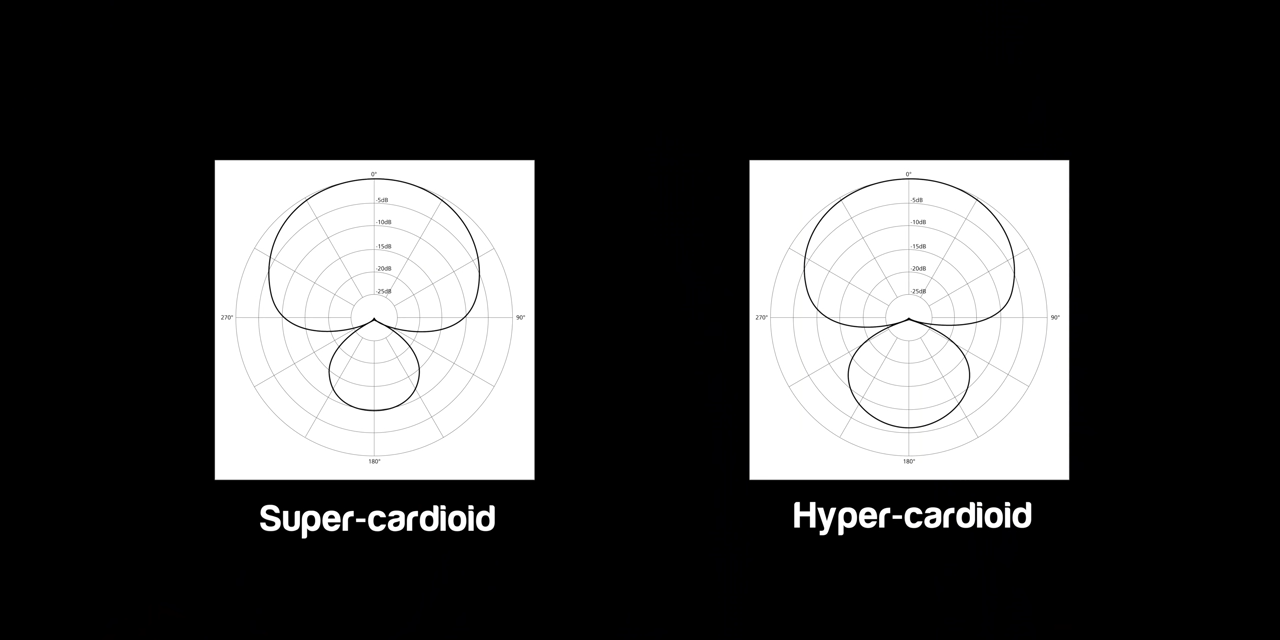 0°
-5dB
-10dB
-15dB
-20dB
-25dB
270°
90°
180°
Super-cardioid
0°
-5dB
-10dB
-15dB
-20dB
-25dB
270°
90°
180°
Hyper-cardioid